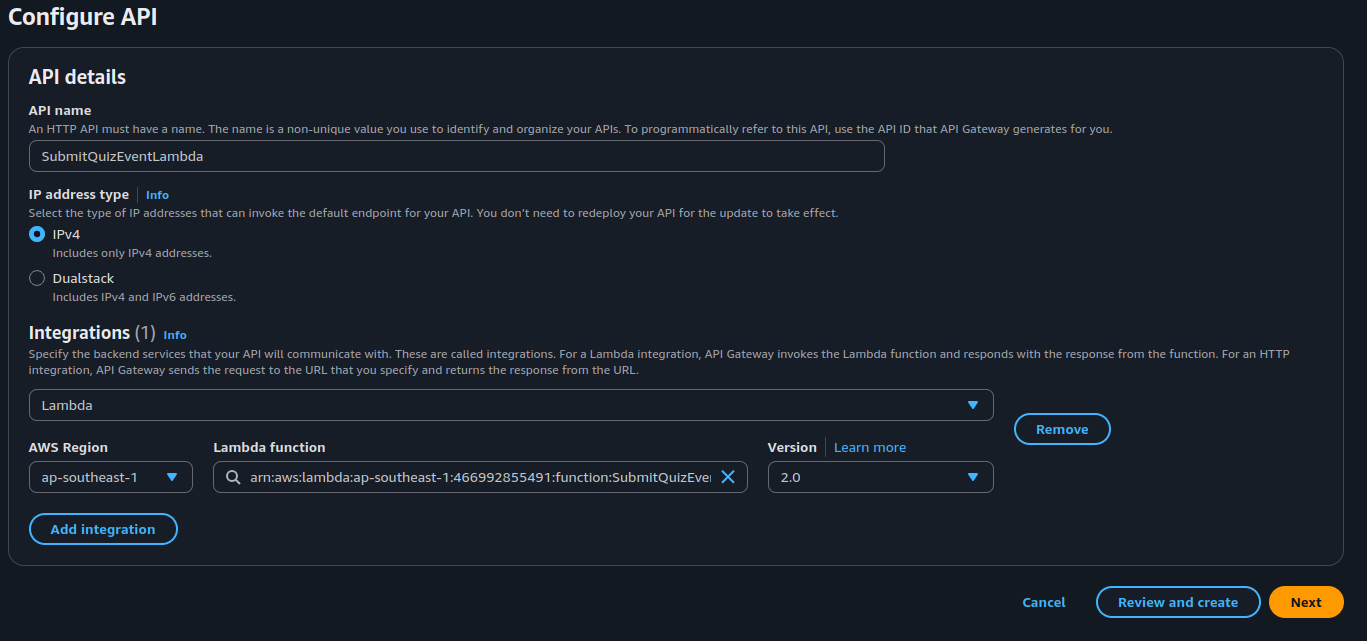 Configure API
API details
API name
An HTTP API must have a name. The name is a non-unique value you use to identify and organize your APIs. To programmatically refer to this API, use the API ID that API Gateway generates for you.
SubmitQuizEventLambda
IP address type Info
Select the type of IP addresses that can invoke the default endpoint for your API. You don’t need to redeploy your API for the update to take effect.
IPv4
Includes only IPv4 addresses.
Dualstack
Includes IPv4 and IPv6 addresses.
Integrations (1) Info
Specify the backend services that your API will communicate with. These are called integrations. For a Lambda integration, API Gateway invokes the Lambda function and responds with the response from the function. For an HTTP
integration, API Gateway sends the request to the URL that you specify and returns the response from the URL.
Lambda
Remove
AWS Region Lambda function Version Learn more
ap-southeast-1 arn:aws:lambda:ap-southeast-1:466992855491:function:SubmitQuizEve 2.0
Add integration
Cancel Review and create Next